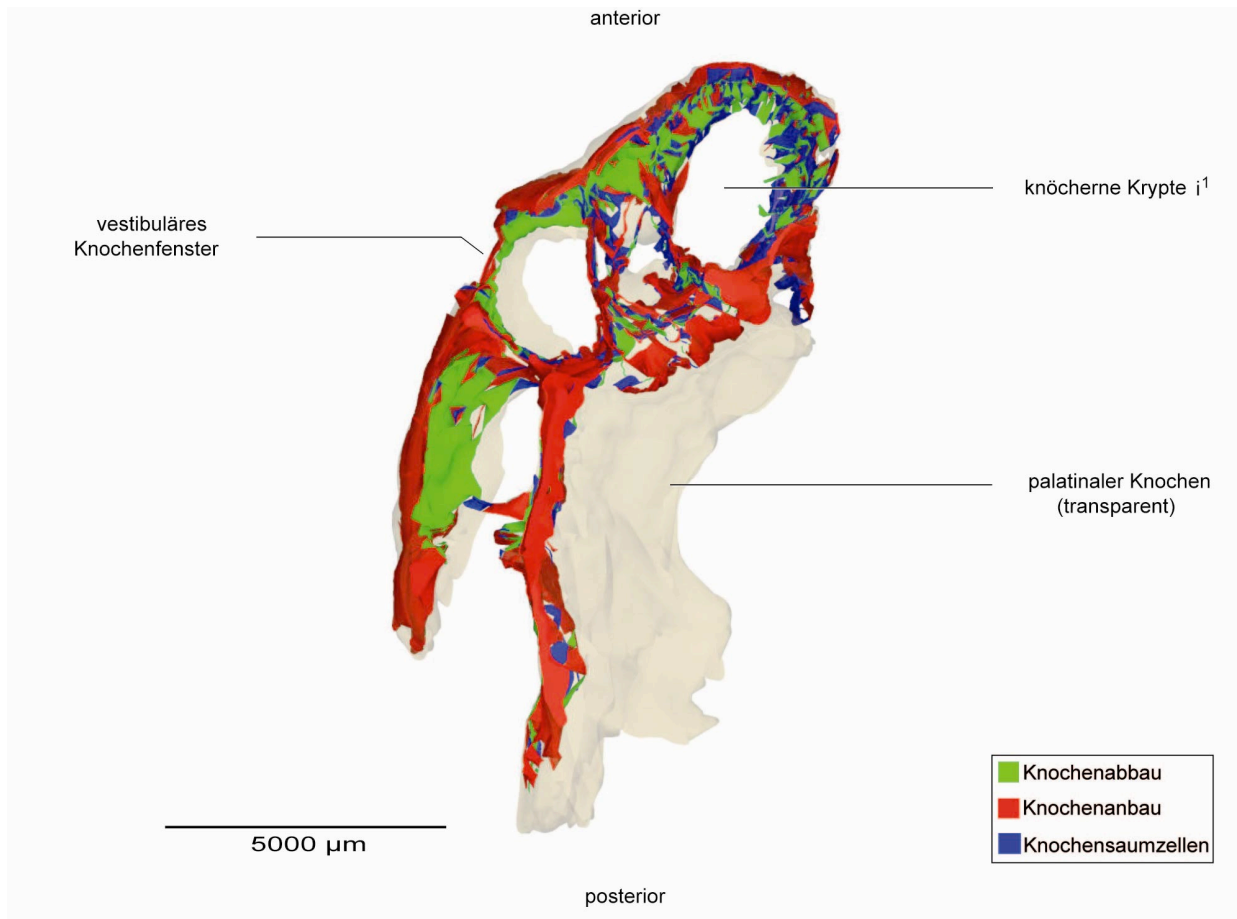 anterior
knöcherne Krypte i¹
vestibuläres
Knochenfenster
palatinaler Knochen
(transparent)
Knochenabbau
Knochenanbau
Knochensaumzellen
5000 µm
posterior